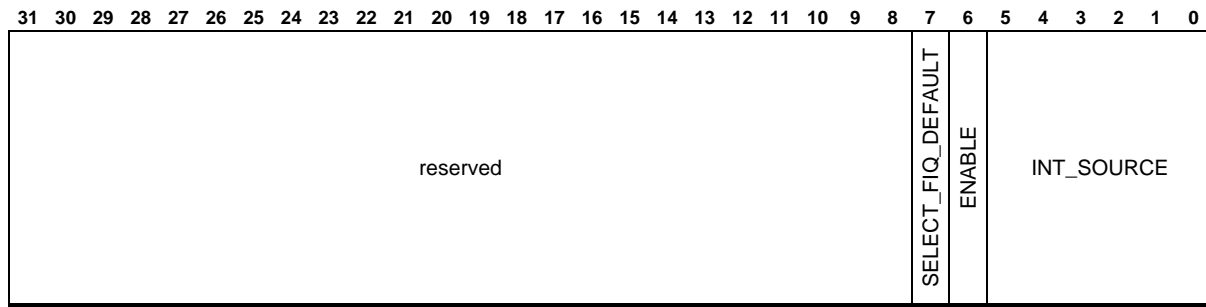 31 30 29 28 27 26 25 24 23 22 21 20 19 18 17 16 15 14 13 12 11 10 9 8 7 6 5 4 3 2 1 0
reserved
SELECT_FIQ_DEFAULT
ENABLE
INT_SOURCE